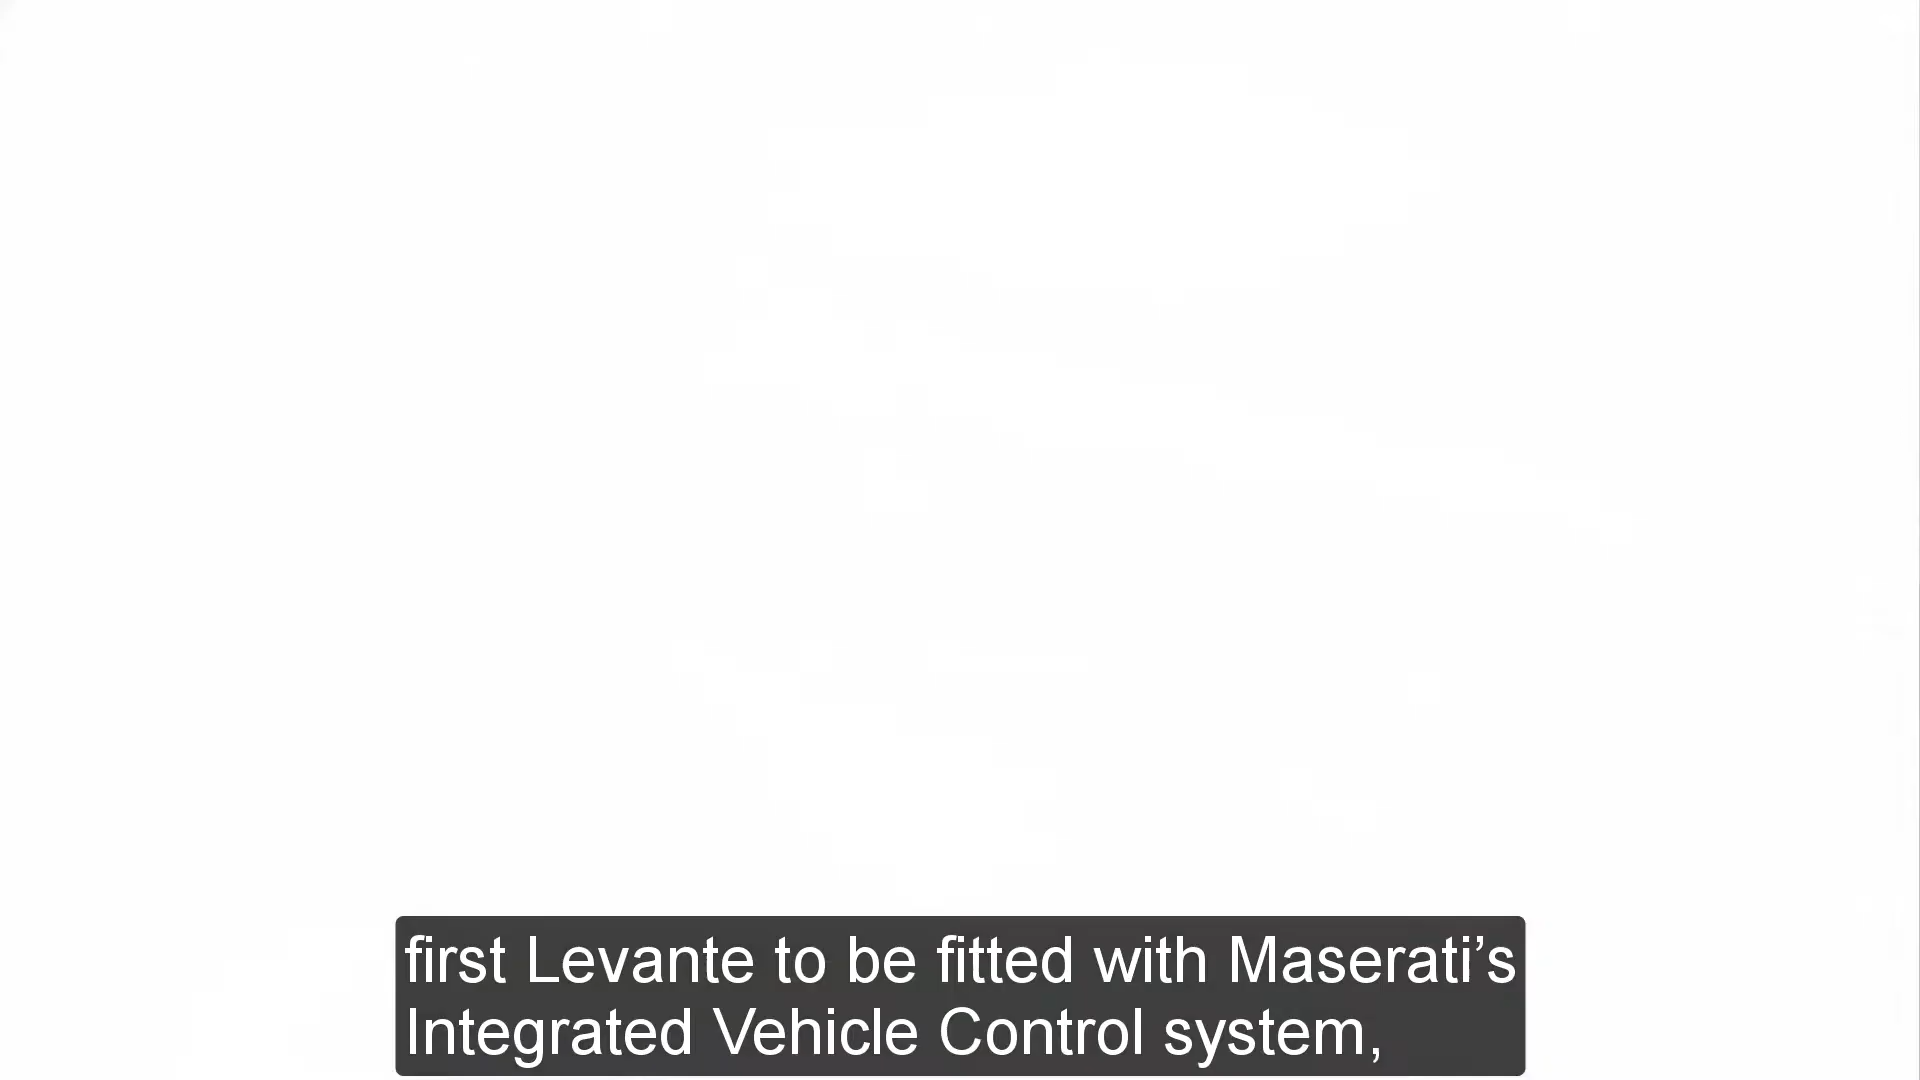 first Levante to be fitted with Maserati’s
Integrated Vehicle Control system,